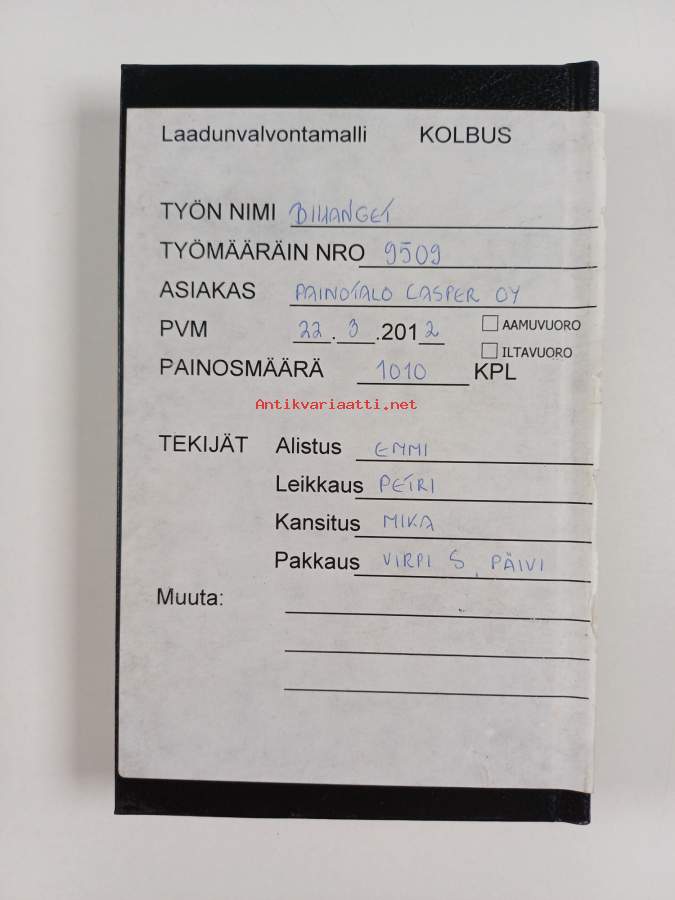 Laadunvalvontamalli KOLBUS
TYÖN NIMI BIHANGET
TYÖMÄÄRÄIN NRO 9509
ASIAKAS PAINOTALO CASPER OY
PVM 22.3.2012 AAMUVUORO
ILTAVUORO
PAINOSMÄÄRÄ 1010 KPL
Antikvariaatti.net
TEKIJÄT Alistus EMMI
Leikkaus PETRI
Kansitus MIKA
Pakkaus VIRPI S, PÄIVI
Muuta: